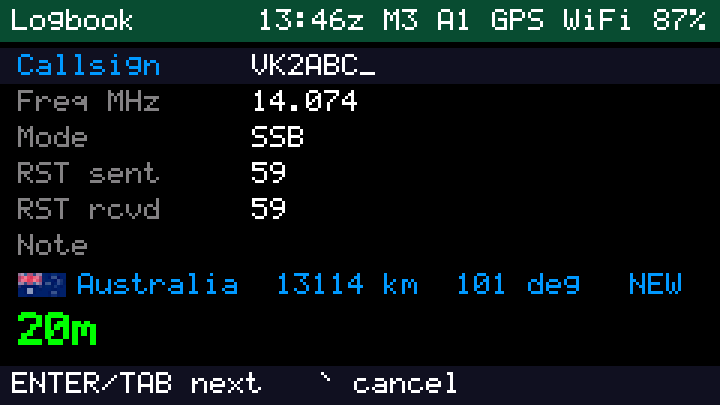 Logbook 13:46z M3 A1 GPS WiFi 87%
Callsign VK2ABC_
Freq MHz 14.074
Mode SSB
RST sent 59
RST rcvd 59
Note
Australia 13114 km 101 deg NEW
20m
ENTER/TAB next ` cancel